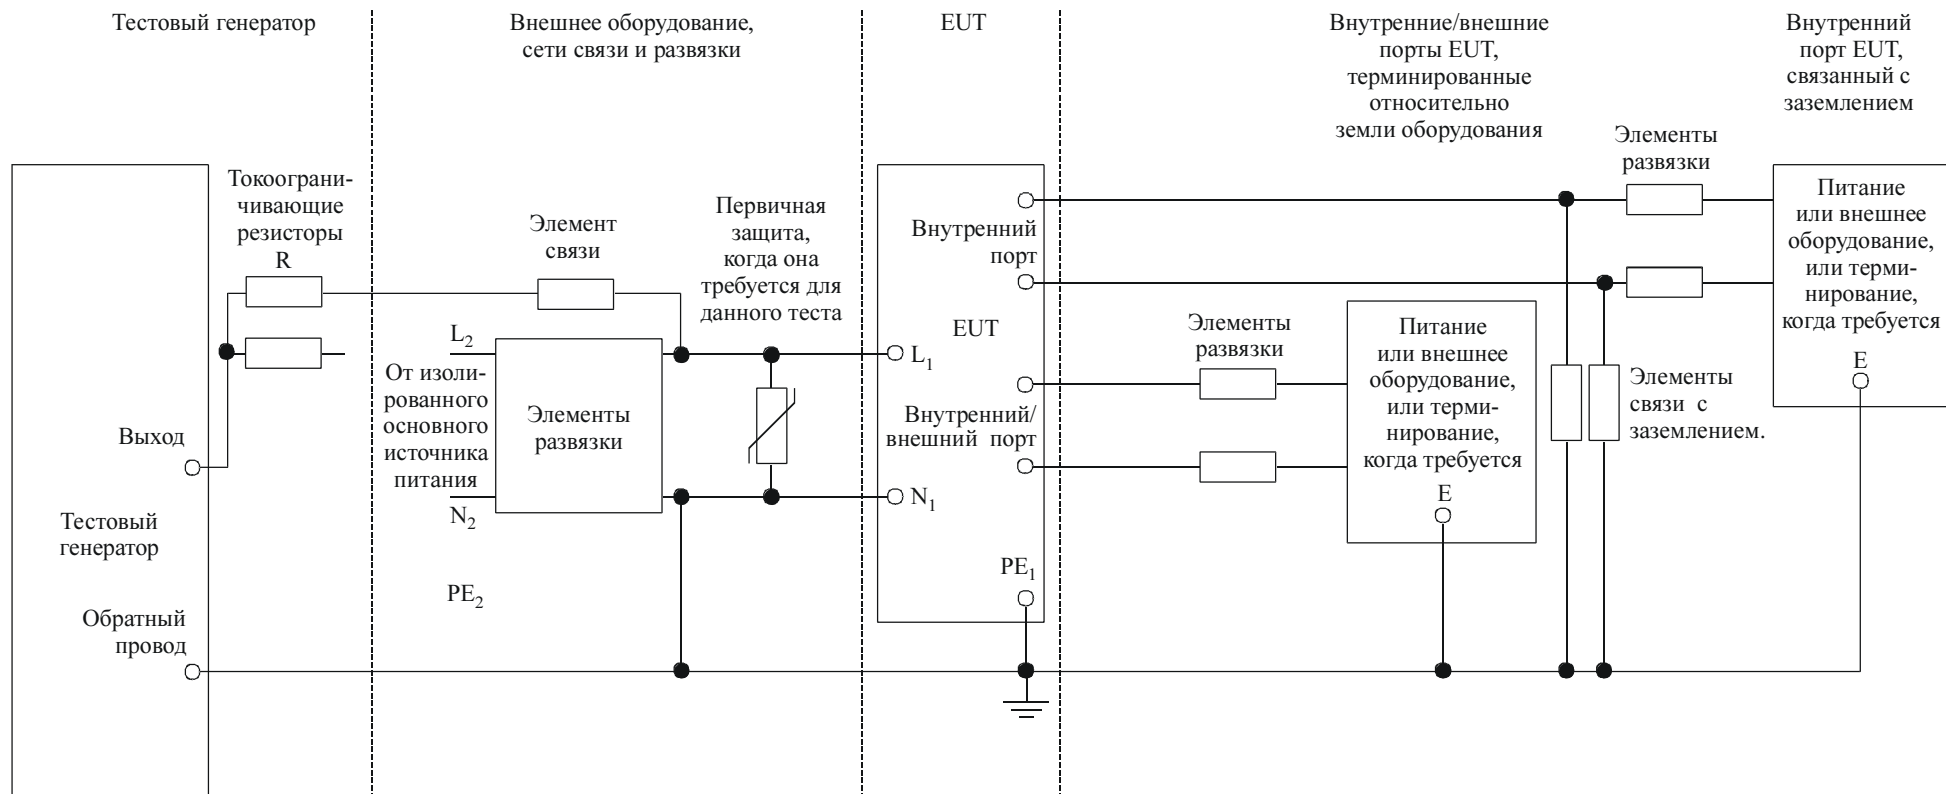 Тестовый генератор
Внешнее оборудование,
сети связи и развязки
EUT
Внутренние/внешние
порты EUT,
терминированные
относительно
земли оборудования
Внутренний
порт EUT,
связанный с
заземлением
Токоограни-
чивающие
резисторы
R
Элемент
связи
Первичная
защита,
когда она
требуется для
данного теста
Элементы
развязки
Питание
или внешнее
оборудование,
или терми-
нирование,
когда требуется
E
Внутренний
порт
EUT
L2
От изоли-
рованного
основного
источника
питания
N2
Элементы
развязки
L1
Внутренний/
внешний порт
N1
Элементы
развязки
Питание
или внешнее
оборудование,
или терми-
нирование,
когда требуется
E
Элементы
связи с
заземлением.
Выход
Тестовый
генератор
PE2
PE1
Обратный
провод